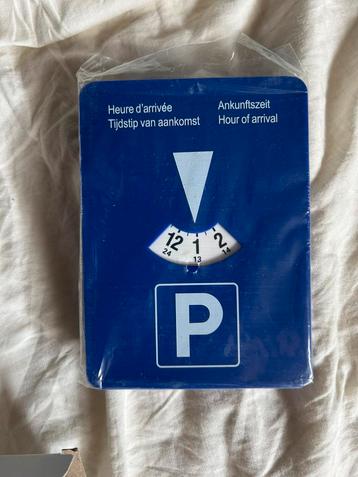 Heure d'arrivée
Tijdstip van aankomst
Ankunftszeit
Hour of arrival
12 1 2
24 13 14
P